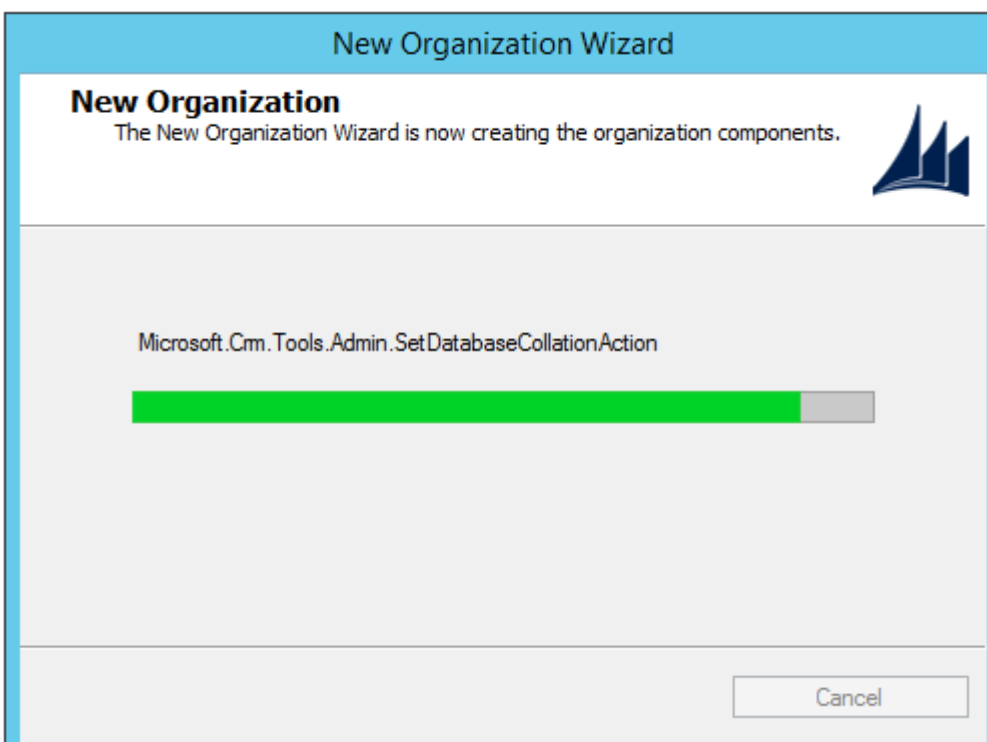 New Organization Wizard
New Organization
The New Organization Wizard is now creating the organization components.
Microsoft.Crm.Tools.Admin.SetDatabaseCollationAction
Cancel